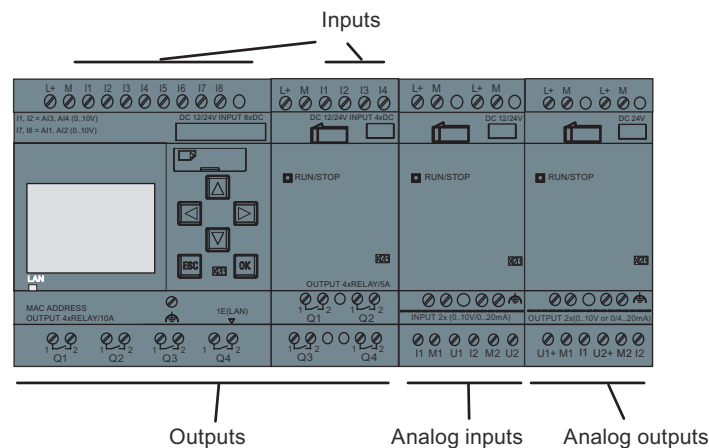 Inputs
L+ M I1 I2 I3 I4 I5 I6 I7 I8
L+ M I1 I2 I3 I4
L+ M L+ M
L+ M L+ M
I1, I2 = AI3, AI4 (0..10V)
I7, I8 = AI1, AI2 (0..10V)
DC 12/24V INPUT 8xDC
DC 12/24V INPUT 4xDC
DC 12/24V
DC 24V
RUN/STOP
RUN/STOP
RUN/STOP
ESC
OK
LAN
MAC ADDRESS
OUTPUT 4xRELAY/10A
1E(LAN)
OUTPUT 4xRELAY/5A
1 2 1 2
Q1 Q2
INPUT 2x (0..10V/0..20mA)
OUTPUT 2x(0..10V or 0/4..20mA)
1 2 1 2 1 2 1 2
Q1 Q2 Q3 Q4
1 2 1 2
Q3 Q4
I1 M1 U1 I2 M2 U2
U1+ M1 I1 U2+ M2 I2
Outputs
Analog inputs
Analog outputs